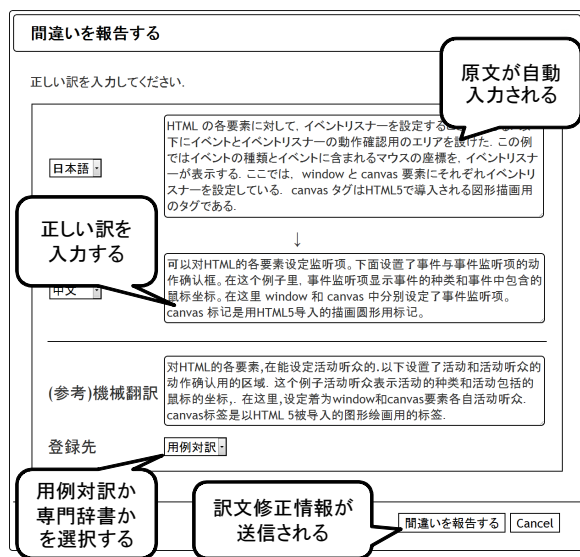 間違いを報告する
原文が自動
入力される
正しい訳を入力してください.
HTML の各要素に対して, イベントリスナーを設定する
下にイベントとイベントリスナーの動作確認用のエリアを設けた. この例
ではイベントの種類とイベントに含まれるマウスの座標を, イベントリスナ
ーが表示する. ここでは, window と canvas 要素にそれぞれイベントリ
スナーを設定している. canvas タグはHTML5で導入される図形描画用
のタグである.
日本語
正しい訳を
入力する
↓
可以对HTML的各要素设定监听项。下面设置了事件与事件监听项的动
作确认框。在这个例子里，事件监听项显示事件的种类和事件中包含的
鼠标坐标。在这里 window 和 canvas 中分别设定了事件监听项。
canvas 标记是用HTML5导入的描画圆形用标记。
中文
对HTML的各要素,在能设定活动听众的.以下设置了活动和活动听众的
动作确认用的区域. 这个例子活动听众表示活动的种类和活动包括的
鼠标的坐标,. 在这里,设定着为window和canvas要素各自活动听众.
canvas标签是以HTML 5被导入的图形绘画用的标签.
(参考)機械翻訳
登録先
用例対訳
用例対訳か
専門辞書か
を選択する
訳文修正情報が
送信される
間違いを報告する Cancel